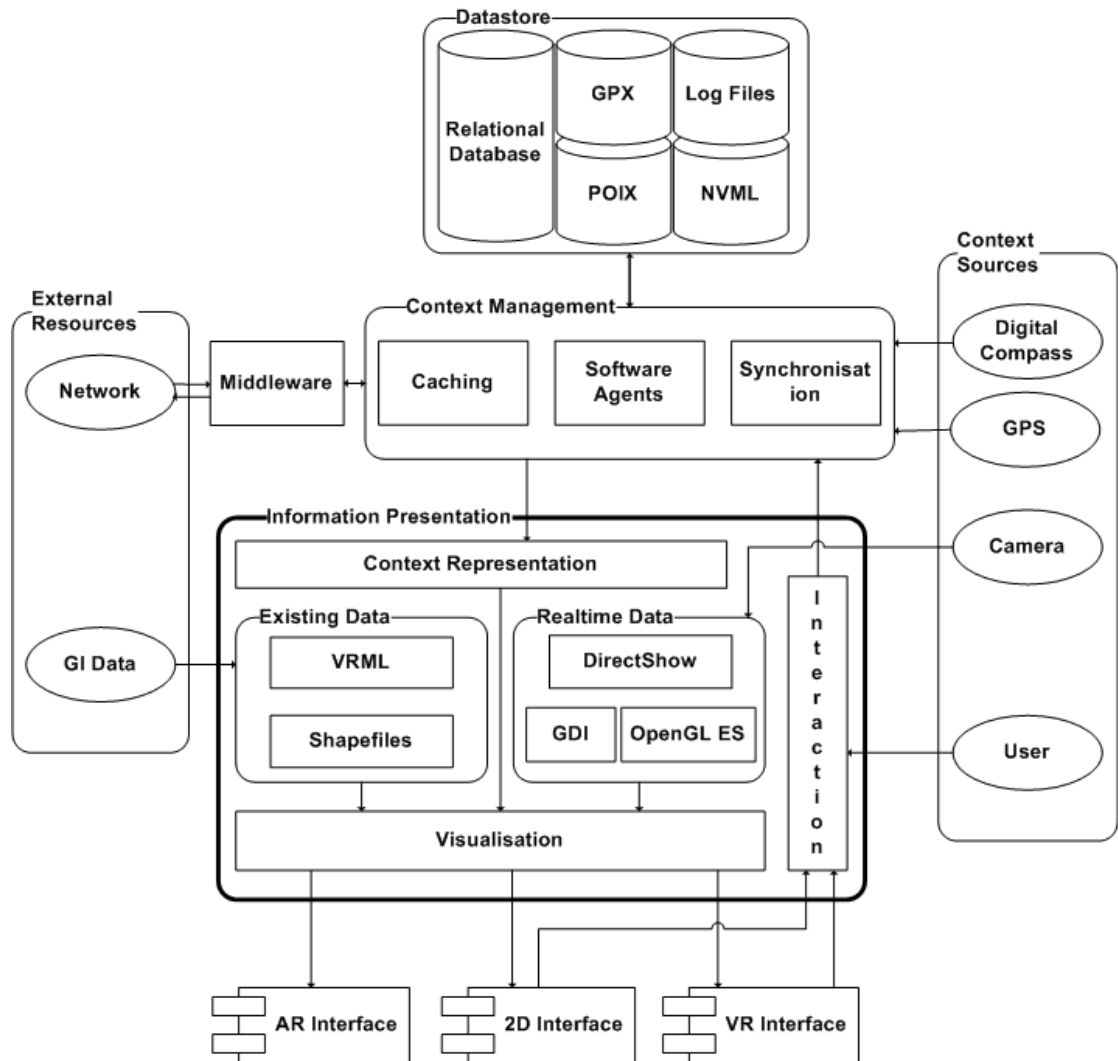 Datastore
GPX
Log Files
Relational
Database
POIX
NVML
Context
Sources
External
Resources
Context Management
Digital
Compass
Network
Middleware
Caching
Software
Agents
Synchronisat
ion
GPS
Information Presentation
Camera
Context Representation
Existing Data
Realtime Data
Interaction
GI Data
VRML
DirectShow
Shapefiles
GDI
OpenGL ES
User
Visualisation
AR Interface
2D Interface
VR Interface